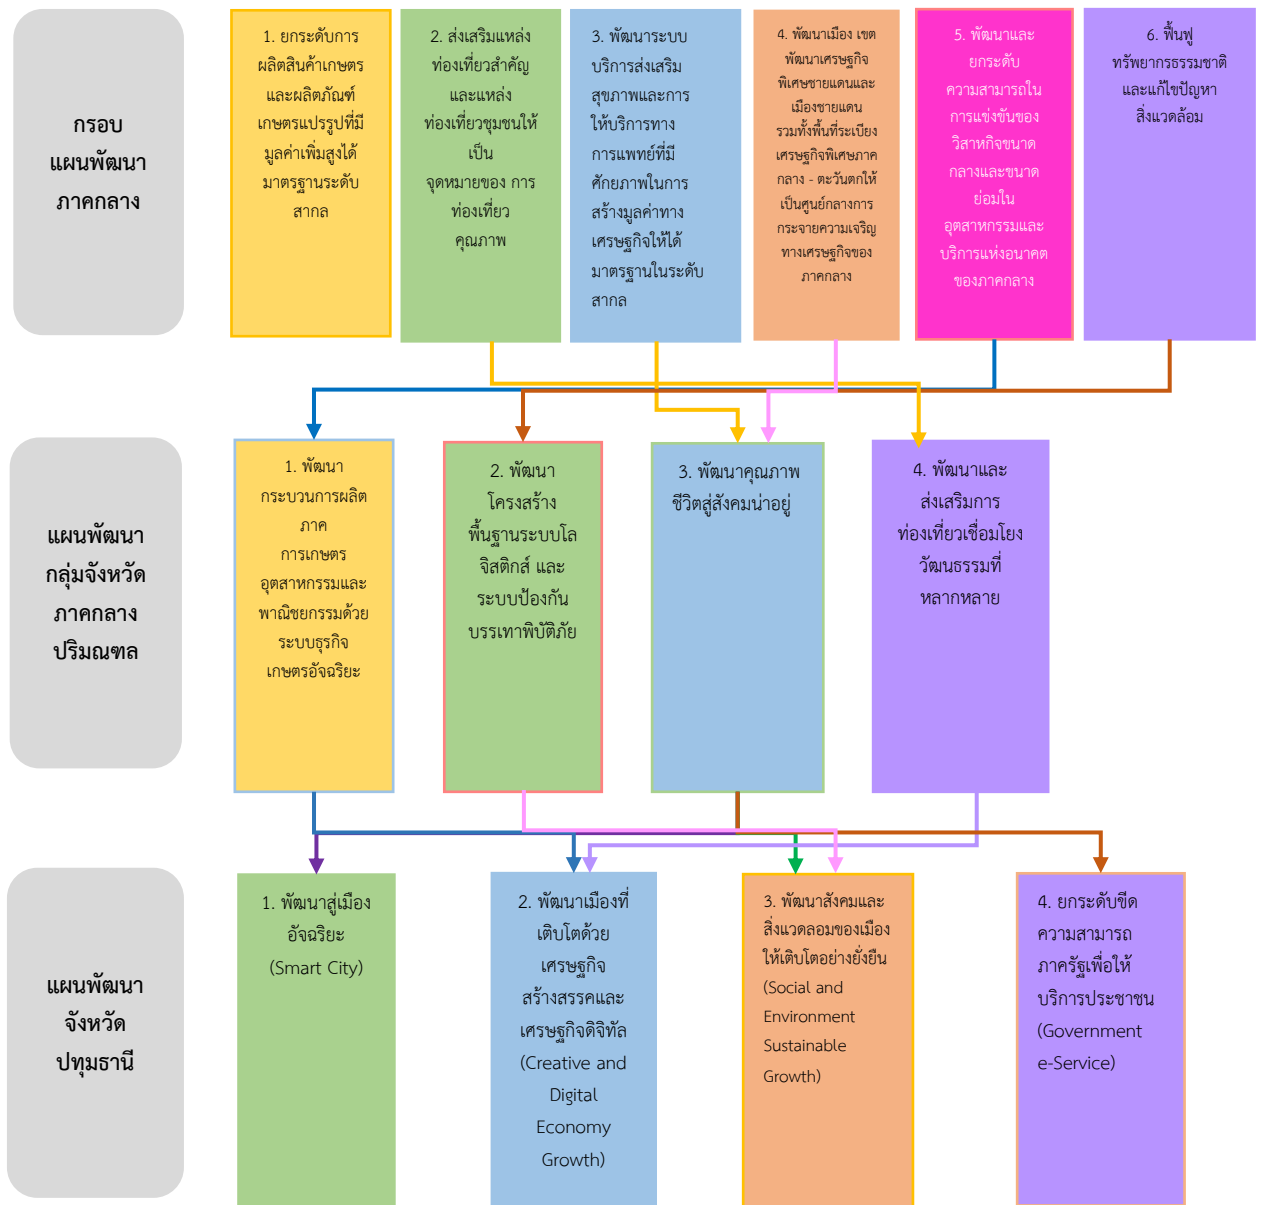 กรอบ
แผนพัฒนา
ภาคกลาง
1. ยกระดับการ
ผลิตสินค้าเกษตร
และผลิตภัณฑ์
เกษตรแปรรูปที่มี
มูลค่าเพิ่มสูงได้
มาตรฐานระดับ
สากล
2. ส่งเสริมแหล่ง
ท่องเที่ยวสำคัญ
และแหล่ง
ท่องเที่ยวชุมชนให้
เป็น
จุดหมายของ การ
ท่องเที่ยว
คุณภาพ
3. พัฒนาระบบ
บริการส่งเสริม
สุขภาพและการ
ให้บริการทาง
การแพทย์ที่มี
ศักยภาพในการ
สร้างมูลค่าทาง
เศรษฐกิจให้ได้
มาตรฐานในระดับ
สากล
4. พัฒนาเมือง เขต
พัฒนาเศรษฐกิจ
พิเศษชายแดนและ
เมืองชายแดน
รวมทั้งพื้นที่ระเบียง
เศรษฐกิจพิเศษภาค
กลาง - ตะวันตกให้
เป็นศูนย์กลางการ
กระจายความเจริญ
ทางเศรษฐกิจของ
ภาคกลาง
5. พัฒนาและ
ยกระดับ
ความสามารถใน
การแข่งขันของ
วิสาหกิจขนาด
กลางและขนาด
ย่อมใน
อุตสาหกรรมและ
บริการแห่งอนาคต
ของภาคกลาง
6. ฟื้นฟู
ทรัพยากรธรรมชาติ
และแก้ไขปัญหา
สิ่งแวดล้อม
แผนพัฒนา
กลุ่มจังหวัด
ภาคกลาง
ปริมณฑล
1. พัฒนา
กระบวนการผลิต
ภาค
การเกษตร
อุตสาหกรรมและ
พาณิชยกรรมด้วย
ระบบธุรกิจ
เกษตรอัจฉริยะ
2. พัฒนา
โครงสร้าง
พื้นฐานระบบโล
จิสติกส์ และ
ระบบป้องกัน
บรรเทาพิบัติภัย
3. พัฒนาคุณภาพ
ชีวิตสู่สังคมน่าอยู่
4. พัฒนาและ
ส่งเสริมการ
ท่องเที่ยวเชื่อมโยง
วัฒนธรรมที่
หลากหลาย
แผนพัฒนา
จังหวัด
ปทุมธานี
1. พัฒนาสู่เมือง
อัจฉริยะ
(Smart City)
2. พัฒนาเมืองที่
เติบโตด้วย
เศรษฐกิจ
สร้างสรรคและ
เศรษฐกิจดิจิทัล
(Creative and
Digital
Economy
Growth)
3. พัฒนาสังคมและ
สิ่งแวดลอมของเมือง
ให้เติบโตอย่างยั่งยืน
(Social and
Environment
Sustainable
Growth)
4. ยกระดับขีด
ความสามารถ
ภาครัฐเพื่อให้
บริการประชาชน
(Government
e-Service)